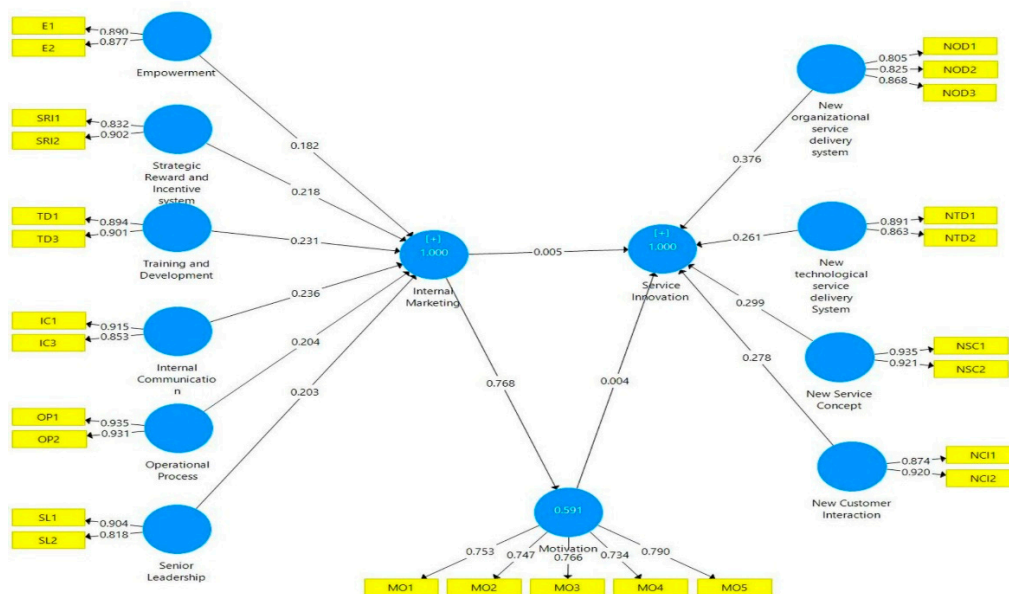 E1
0.890
E2
0.877
Empowerment
SRI1
0.832
SRI2
0.902
Strategic
Reward and
Incentive
system
TD1
0.894
TD3
0.901
Training and
Development
IC1
0.915
IC3
0.853
Internal
Communicatio
n
OP1
0.935
OP2
0.931
Operational
Process
SL1
0.904
SL2
0.818
Senior
Leadership
0.182
0.218
0.231
0.236
0.204
0.203
[+]
1.000
Internal
Marketing
0.005
0.768
0.004
[+]
1.000
Service
Innovation
0.591
Motivation
0.753
0.747
0.766
0.734
0.790
MO1
MO2
MO3
MO4
MO5
0.376
0.261
0.299
0.278
New
organizational
service
delivery
system
0.805
NOD1
0.825
NOD2
0.868
NOD3
New
technological
service
delivery
System
0.891
NTD1
0.863
NTD2
New Service
Concept
0.935
NSC1
0.921
NSC2
New Customer
Interaction
0.874
NCI1
0.920
NCI2